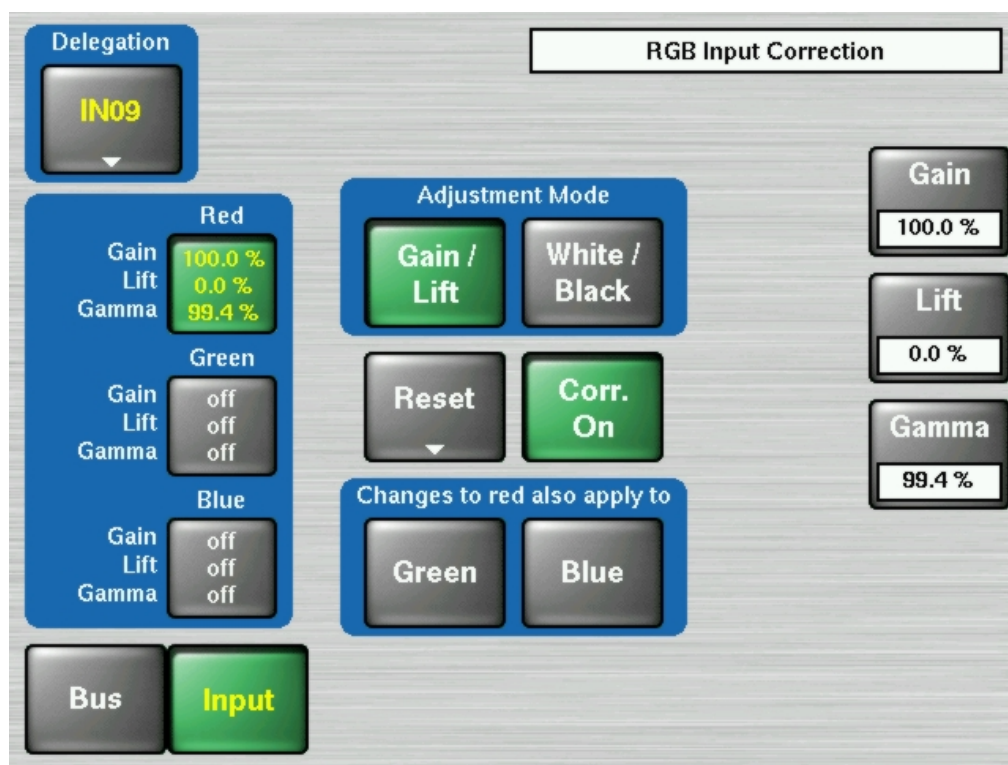 Delegation
IN09
RGB Input Correction
Red
Gain 100.0 %
Lift 0.0 %
Gamma 99.4 %
Green
Gain off
Lift off
Gamma off
Blue
Gain off
Lift off
Gamma off
Bus
Input
Adjustment Mode
Gain /
Lift
White /
Black
Reset
Corr.
On
Changes to red also apply to
Green
Blue
Gain
100.0 %
Lift
0.0 %
Gamma
99.4 %